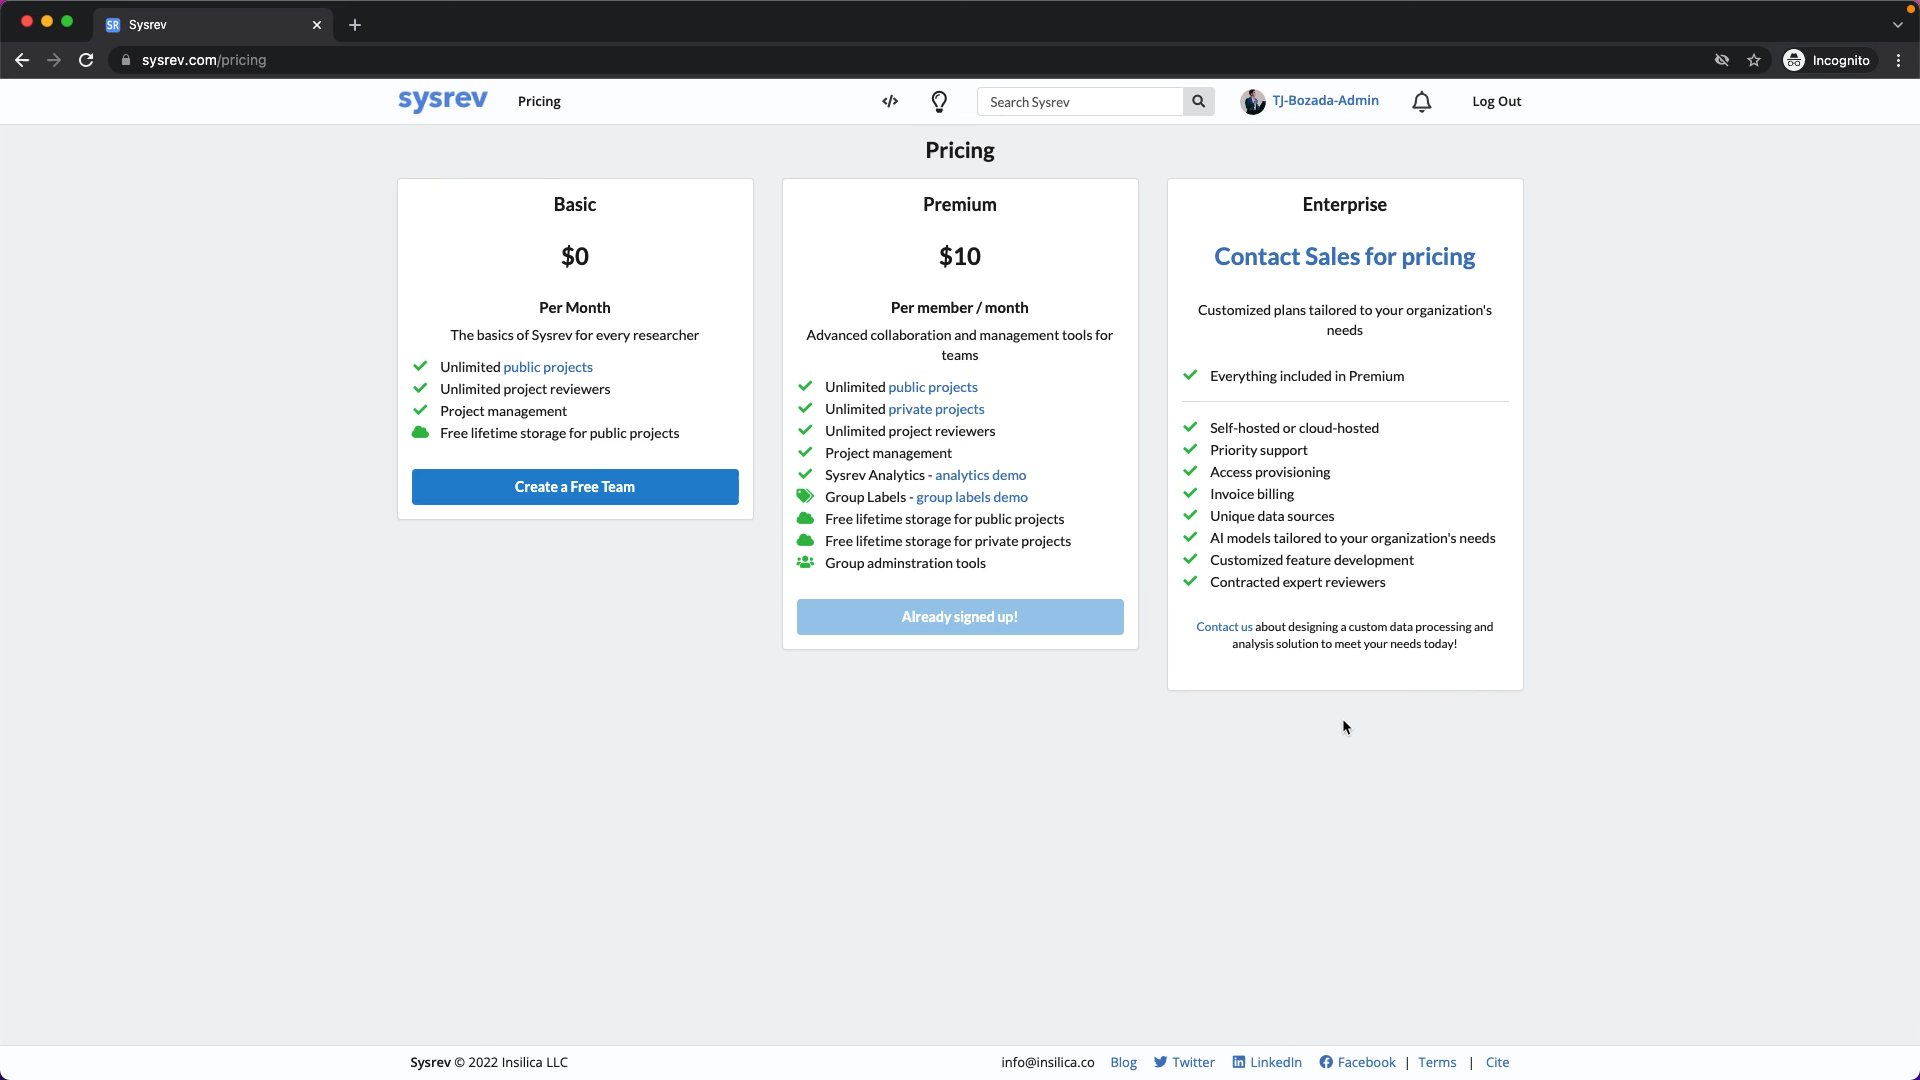 SR Sysrev
sysrev.com/pricing
Incognito
sysrev
Pricing
Search Sysrev
TJ-Bozada-Admin
Log Out
Pricing
Basic
$0
Per Month
The basics of Sysrev for every researcher
Unlimited public projects
Unlimited project reviewers
Project management
Free lifetime storage for public projects
Create a Free Team
Premium
$10
Per member / month
Advanced collaboration and management tools for
teams
Unlimited public projects
Unlimited private projects
Unlimited project reviewers
Project management
Sysrev Analytics - analytics demo
Group Labels - group labels demo
Free lifetime storage for public projects
Free lifetime storage for private projects
Group adminstration tools
Already signed up!
Enterprise
Contact Sales for pricing
Customized plans tailored to your organization's
needs
Everything included in Premium
Self-hosted or cloud-hosted
Priority support
Access provisioning
Invoice billing
Unique data sources
AI models tailored to your organization's needs
Customized feature development
Contracted expert reviewers
Contact us about designing a custom data processing and
analysis solution to meet your needs today!
Sysrev © 2022 Insilica LLC
info@insilica.co Blog Twitter LinkedIn Facebook | Terms | Cite